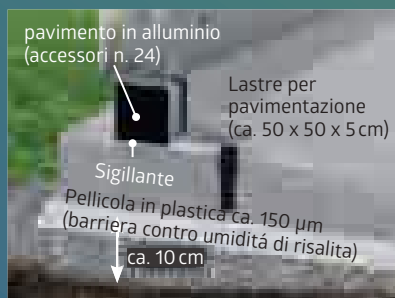 pavimento in alluminio
(accessori n. 24)
Lastre per
pavimentazione
(ca. 50 x 50 x 5 cm)
Sigillante
Pellicola in plastica ca. 150 µm
(barriera contro umiditá di risalita)
ca. 10 cm